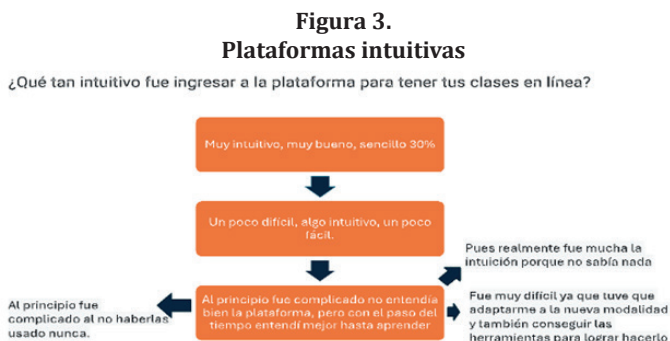 Figura 3.
Plataformas intuitivas
¿Qué tan intuitivo fue ingresar a la plataforma para tener tus clases en línea?
Muy intuitivo, muy bueno, sencillo 30%
Un poco difícil, algo intuitivo, un poco
fácil.
Al principio fue complicado no entendía
bien la plataforma, pero con el paso del
tiempo entendí mejor hasta aprender
Al principio fue
complicado al no haberlas
usado nunca.
Pues realmente fue mucha la
intuición porque no sabía nada
Fue muy difícil ya que tuve que
adaptarme a la nueva modalidad
y también conseguir las
herramientas para lograr hacerlo